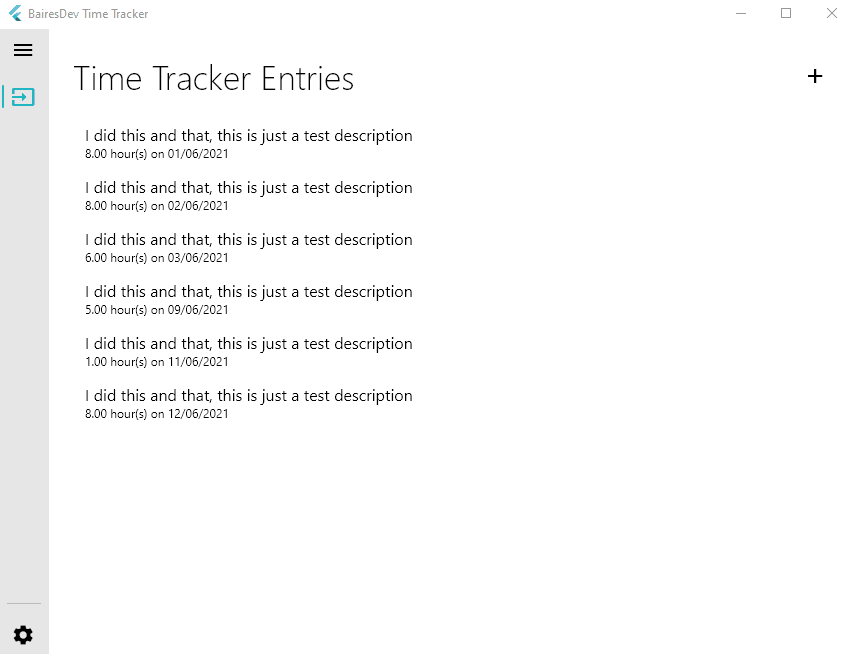 BairesDev Time Tracker
Time Tracker Entries
I did this and that, this is just a test description
8.00 hour(s) on 01/06/2021
I did this and that, this is just a test description
8.00 hour(s) on 02/06/2021
I did this and that, this is just a test description
6.00 hour(s) on 03/06/2021
I did this and that, this is just a test description
5.00 hour(s) on 09/06/2021
I did this and that, this is just a test description
1.00 hour(s) on 11/06/2021
I did this and that, this is just a test description
8.00 hour(s) on 12/06/2021